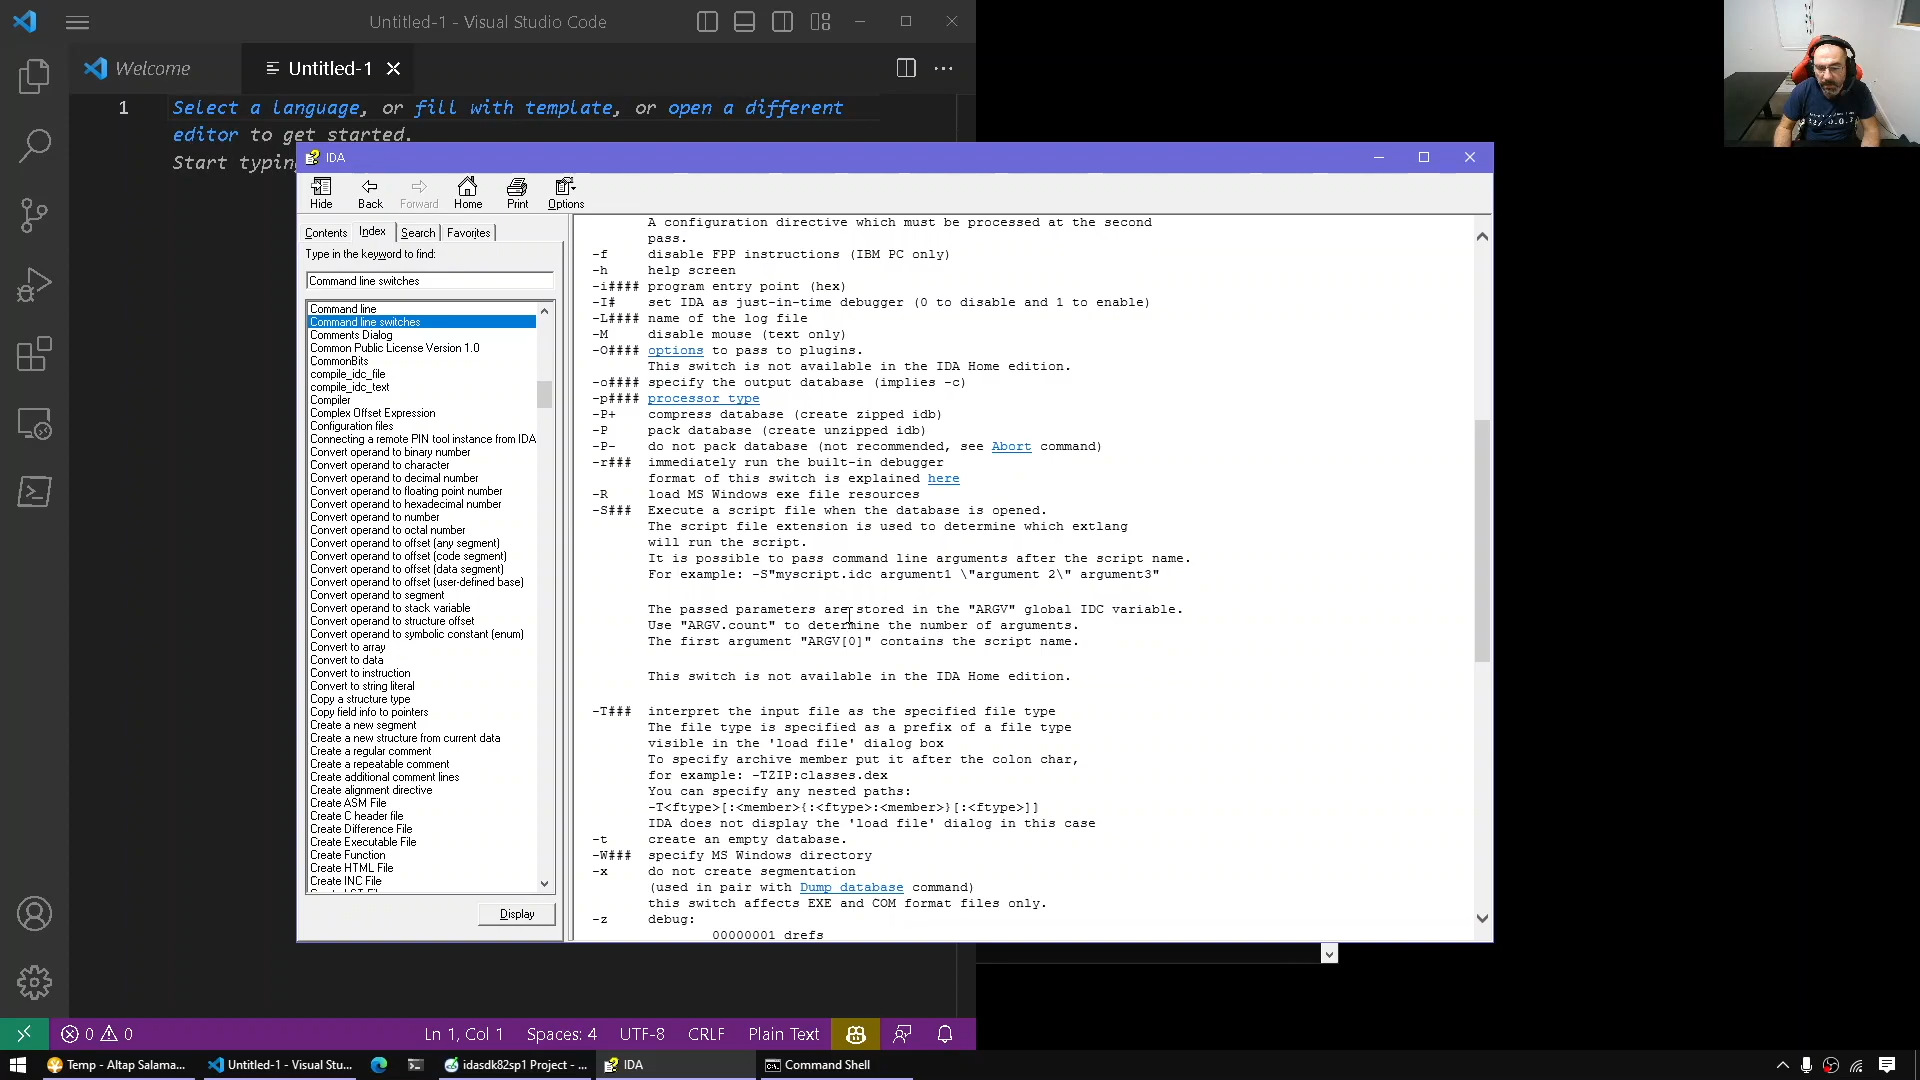 Untitled-1 - Visual Studio Code
Welcome
Untitled-1
1
Select a language, or fill with template, or open a different
editor to get started.
Start typing
IDA
Hide
Back
Forward
Home
Print
Options
Contents
Index
Search
Favorites
Type in the keyword to find:
Command line switches
Command line
Command line switches
Comments Dialog
Common Public License Version 1.0
CommonBits
compile_idc_file
compile_idc_text
Compiler
Complex Offset Expression
Configuration files
Connecting a remote PIN tool instance from IDA
Convert operand to binary number
Convert operand to character
Convert operand to decimal number
Convert operand to floating point number
Convert operand to hexadecimal number
Convert operand to number
Convert operand to octal number
Convert operand to offset (any segment)
Convert operand to offset (code segment)
Convert operand to offset (data segment)
Convert operand to offset (user-defined base)
Convert operand to segment
Convert operand to stack variable
Convert operand to structure offset
Convert operand to symbolic constant (enum)
Convert to array
Convert to data
Convert to instruction
Convert to string literal
Copy a structure type
Copy field info to pointers
Create a new segment
Create a new structure from current data
Create a regular comment
Create a repeatable comment
Create additional comment lines
Create alignment directive
Create ASM File
Create C header file
Create Difference File
Create Executable File
Create Function
Create HTML File
Create INC File
Display
A configuration directive which must be processed at the second
pass.
-f disable FPP instructions (IBM PC only)
-h help screen
-i#### program entry point (hex)
-I# set IDA as just-in-time debugger (0 to disable and 1 to enable)
-L#### name of the log file
-M disable mouse (text only)
-O#### options to pass to plugins.
This switch is not available in the IDA Home edition.
-o#### specify the output database (implies -c)
-p#### processor type
-P+ compress database (create zipped idb)
-P pack database (create unzipped idb)
-P- do not pack database (not recommended, see Abort command)
-r### immediately run the built-in debugger
format of this switch is explained here
-R load MS Windows exe file resources
-S### Execute a script file when the database is opened.
The script file extension is used to determine which extlang
will run the script.
It is possible to pass command line arguments after the script name.
For example: -S"myscript.idc argument1 \"argument 2\" argument3"
The passed parameters are stored in the "ARGV" global IDC variable.
Use "ARGV.count" to determine the number of arguments.
The first argument "ARGV[0]" contains the script name.
This switch is not available in the IDA Home edition.
-T### interpret the input file as the specified file type
The file type is specified as a prefix of a file type
visible in the 'load file' dialog box
To specify archive member put it after the colon char,
for example: -TZIP:classes.dex
You can specify any nested paths:
-T<ftype>[:<member>{:<ftype>:<member>}[:<ftype>]]
IDA does not display the 'load file' dialog in this case
-t create an empty database.
-W### specify MS Windows directory
-x do not create segmentation
(used in pair with Dump database command)
this switch affects EXE and COM format files only.
-z debug:
00000001 drefs
0 0
Ln 1, Col 1
Spaces: 4
UTF-8
CRLF
Plain Text
Temp - Altap Salama...
Untitled-1 - Visual Stu...
idasdk82sp1 Project - ...
IDA
Command Shell